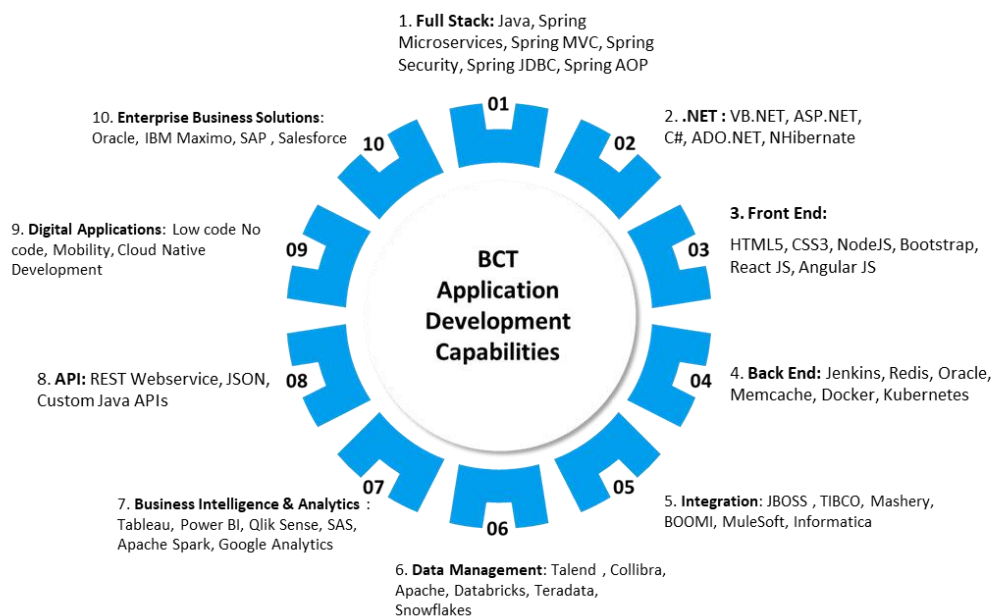 1. Full Stack: Java, Spring
Microservices, Spring MVC, Spring
Security, Spring JDBC, Spring AOP
01
2. .NET : VB.NET, ASP.NET,
C#, ADO.NET, NHibernate
02
3. Front End:
HTML5, CSS3, NodeJS, Bootstrap,
React JS, Angular JS
03
4. Back End: Jenkins, Redis, Oracle,
Memcache, Docker, Kubernetes
04
5. Integration: JBOSS , TIBCO, Mashery,
BOOMI, MuleSoft, Informatica
05
6. Data Management: Talend , Collibra,
Apache, Databricks, Teradata,
Snowflakes
06
7. Business Intelligence & Analytics :
Tableau, Power BI, Qlik Sense, SAS,
Apache Spark, Google Analytics
07
8. API: REST Webservice, JSON,
Custom Java APIs
08
9. Digital Applications: Low code No
code, Mobility, Cloud Native
Development
09
10. Enterprise Business Solutions:
Oracle, IBM Maximo, SAP , Salesforce
10
BCT
Application
Development
Capabilities